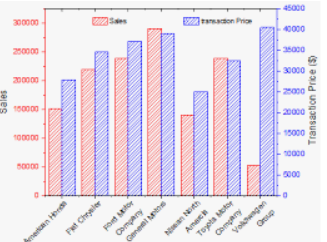 Sales
transaction Price
300000
250000
200000
150000
100000
50000
0
Sales
45000
40000
35000
30000
25000
20000
15000
10000
5000
0
Transaction Price ($)
American Honda
Fiat Chrysler
Ford Motor
Company
General Motors
Nissan North
America
Toyota Motor
Company
Volkswagen
Group